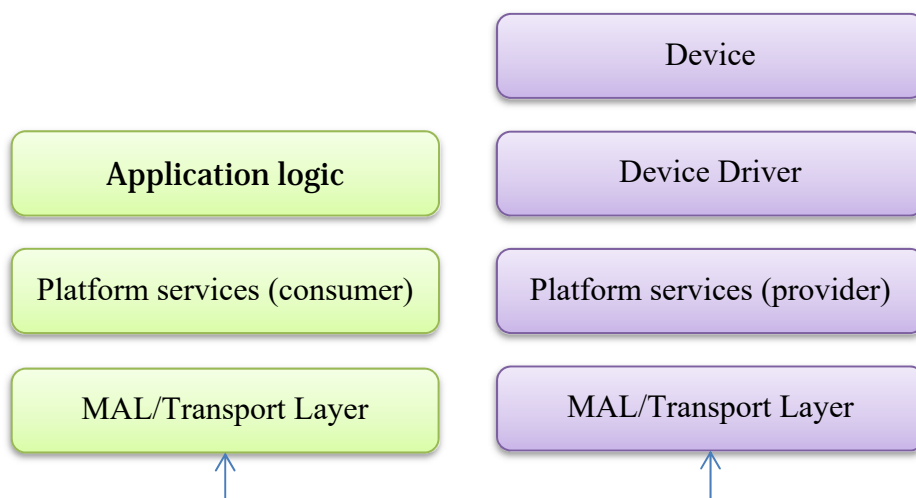 Device
Application logic
Device Driver
Platform services (consumer)
Platform services (provider)
MAL/Transport Layer
MAL/Transport Layer